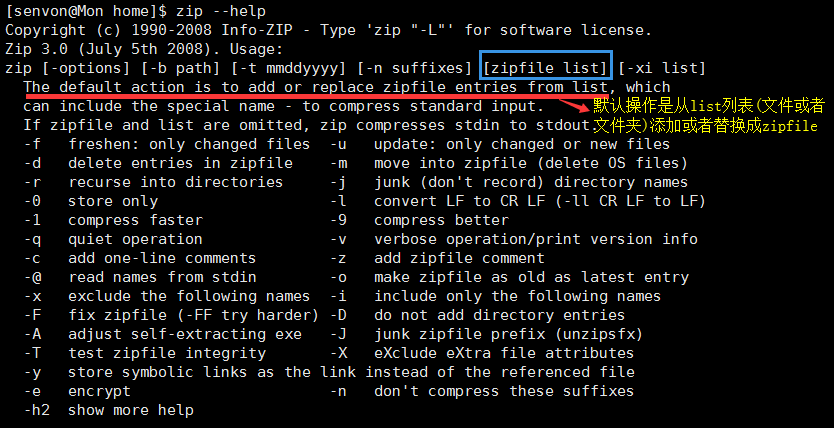 [senvon@Mon home]$ zip --help
Copyright (c) 1990-2008 Info-ZIP - Type 'zip "-L"' for software license.
Zip 3.0 (July 5th 2008). Usage:
zip [-options] [-b path] [-t mmddyyyy] [-n suffixes] [zipfile list] [-xi list]
  The default action is to add or replace zipfile entries from list, which
  can include the special name - to compress standard input.
  If zipfile and list are omitted, zip compresses stdin to stdout.
默认操作是从list列表(文件或者
文件夹)添加或者替换成zipfile
  -f   freshen: only changed files  -u   update: only changed or new files
  -d   delete entries in zipfile    -m   move into zipfile (delete OS files)
  -r   recurse into directories     -j   junk (don't record) directory names
  -0   store only                   -l   convert LF to CR LF (-ll CR LF to LF)
  -1   compress faster              -9   compress better
  -q   quiet operation              -v   verbose operation/print version info
  -c   add one-line comments        -z   add zipfile comment
  -@   read names from stdin        -o   make zipfile as old as latest entry
  -x   exclude the following names  -i   include only the following names
  -F   fix zipfile (-FF try harder) -D   do not add directory entries
  -A   adjust self-extracting exe   -J   junk zipfile prefix (unzipsfx)
  -T   test zipfile integrity       -X   eXclude eXtra file attributes
  -y   store symbolic links as the link instead of the referenced file
  -e   encrypt                      -n   don't compress these suffixes
  -h2  show more help